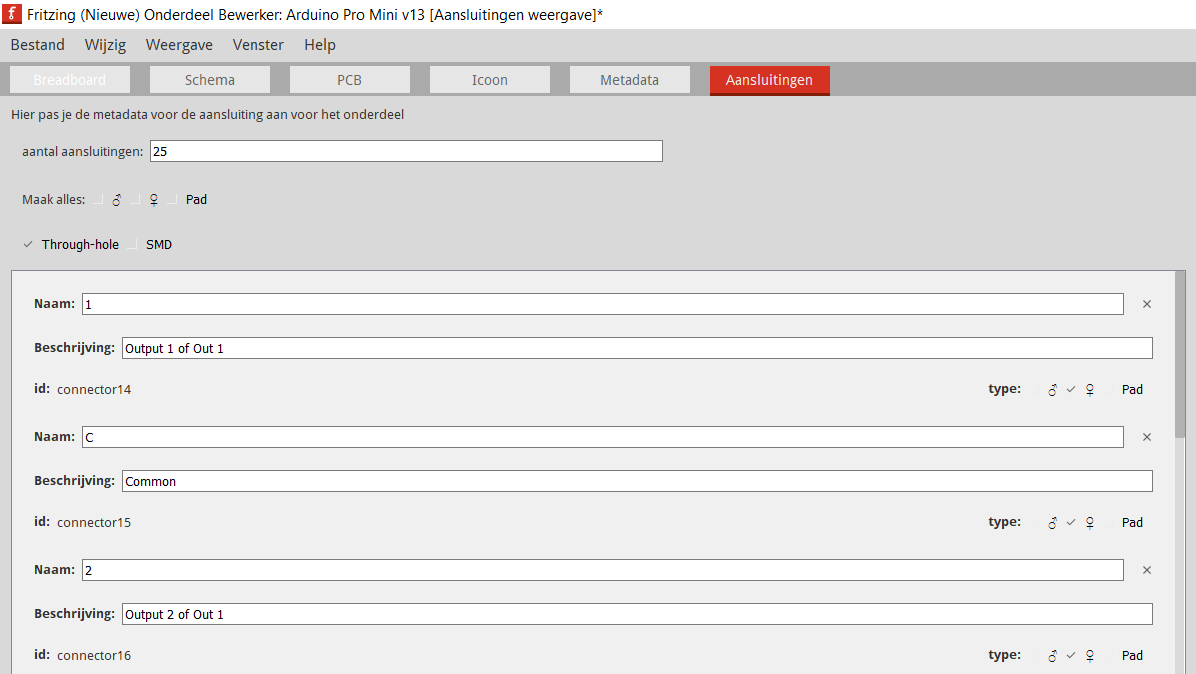 Fritzing (Nieuwe) Onderdeel Bewerker: Arduino Pro Mini v13 [Aansluitingen weergave]*
Bestand Wijzig Weergave Venster Help
Breadboard Schema PCB Icoon Metadata Aansluitingen
Hier pas je de metadata voor de aansluiting aan voor het onderdeel
aantal aansluitingen: 25
Maak alles: ♂ ♀ Pad
Through-hole SMD
Naam: 1
Beschrijving: Output 1 of Out 1
id: connector14 type: ♂ ♀ Pad
Naam: C
Beschrijving: Common
id: connector15 type: ♂ ♀ Pad
Naam: 2
Beschrijving: Output 2 of Out 1
id: connector16 type: ♂ ♀ Pad